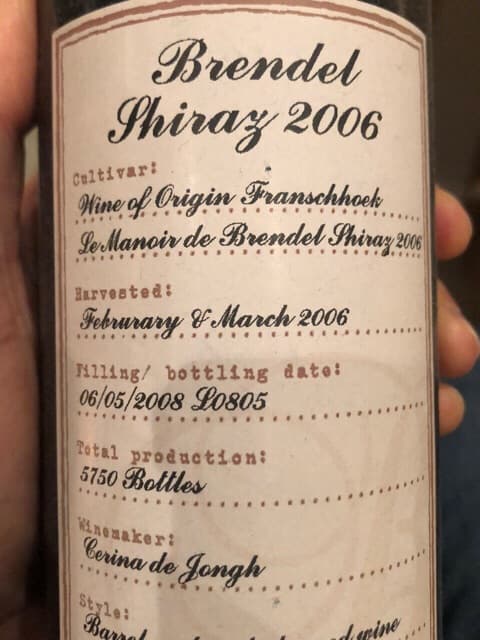 Brendel
Shiraz 2006
Cultivar:
Wine of Origin Franschhoek
Le Manoir de Brendel Shiraz 2006
Harvested:
Februrary & March 2006
Filling/ bottling date:
06/05/2008 L0805
Total production:
5750 Bottles
Winemaker:
Cerina de Jongh
Style:
wine